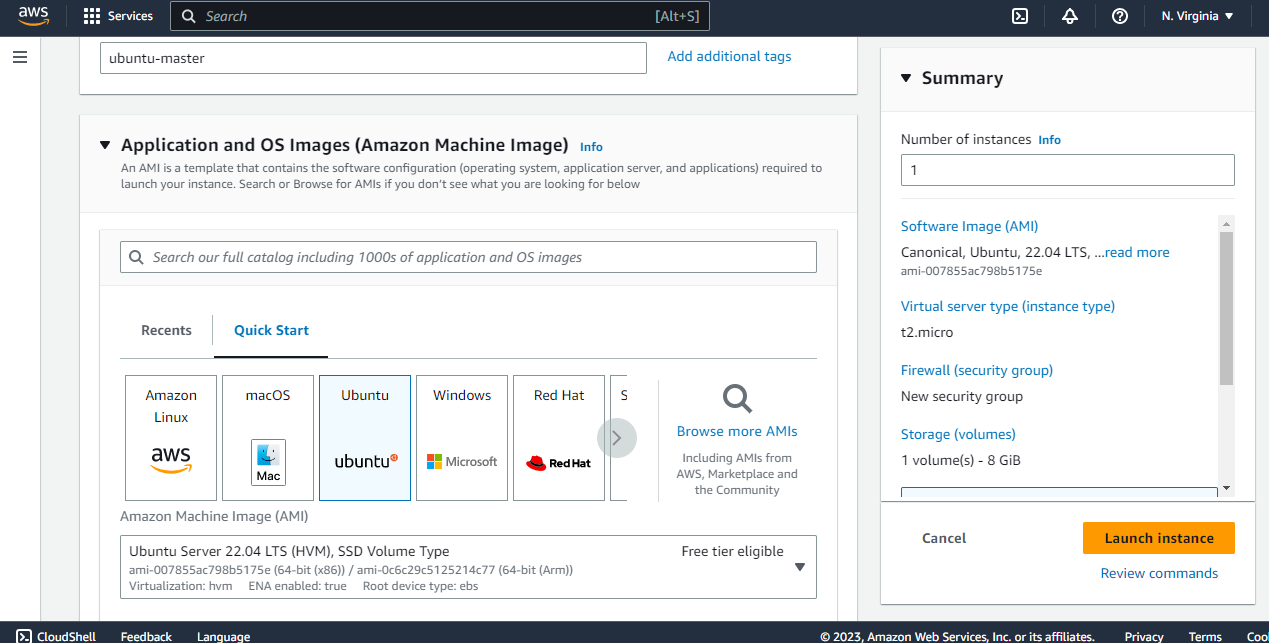 aws
Services
Search
[Alt+S]
N. Virginia
ubuntu-master
Add additional tags
Application and OS Images (Amazon Machine Image) Info
An AMI is a template that contains the software configuration (operating system, application server, and applications) required to
launch your instance. Search or Browse for AMIs if you don't see what you are looking for below
Search our full catalog including 1000s of application and OS images
Recents
Quick Start
Amazon
Linux
aws
macOS
Mac
Ubuntu
ubuntu
Windows
Microsoft
Red Hat
Red Hat
S
Browse more AMIs
Including AMIs from
AWS, Marketplace and
the Community
Amazon Machine Image (AMI)
Ubuntu Server 22.04 LTS (HVM), SSD Volume Type
Free tier eligible
ami-007855ac798b5175e (64-bit (x86)) / ami-0c6c29c5125214c77 (64-bit (Arm))
Virtualization: hvm ENA enabled: true Root device type: ebs
Summary
Number of instances Info
1
Software Image (AMI)
Canonical, Ubuntu, 22.04 LTS, ...read more
ami-007855ac798b5175e
Virtual server type (instance type)
t2.micro
Firewall (security group)
New security group
Storage (volumes)
1 volume(s) - 8 GiB
Cancel
Launch instance
Review commands
CloudShell
Feedback
Language
© 2023, Amazon Web Services, Inc. or its affiliates.
Privacy
Terms
Coo